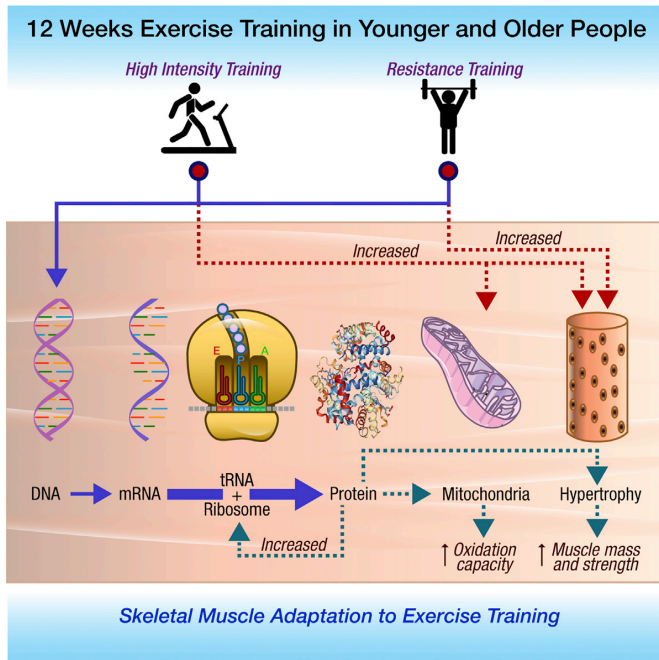 12 Weeks Exercise Training in Younger and Older People
High Intensity Training
Resistance Training
Increased
Increased
E
P
A
DNA
mRNA
tRNA
+
Ribosome
Protein
Mitochondria
Hypertrophy
Increased
↑ Oxidation
capacity
↑ Muscle mass
and strength
Skeletal Muscle Adaptation to Exercise Training